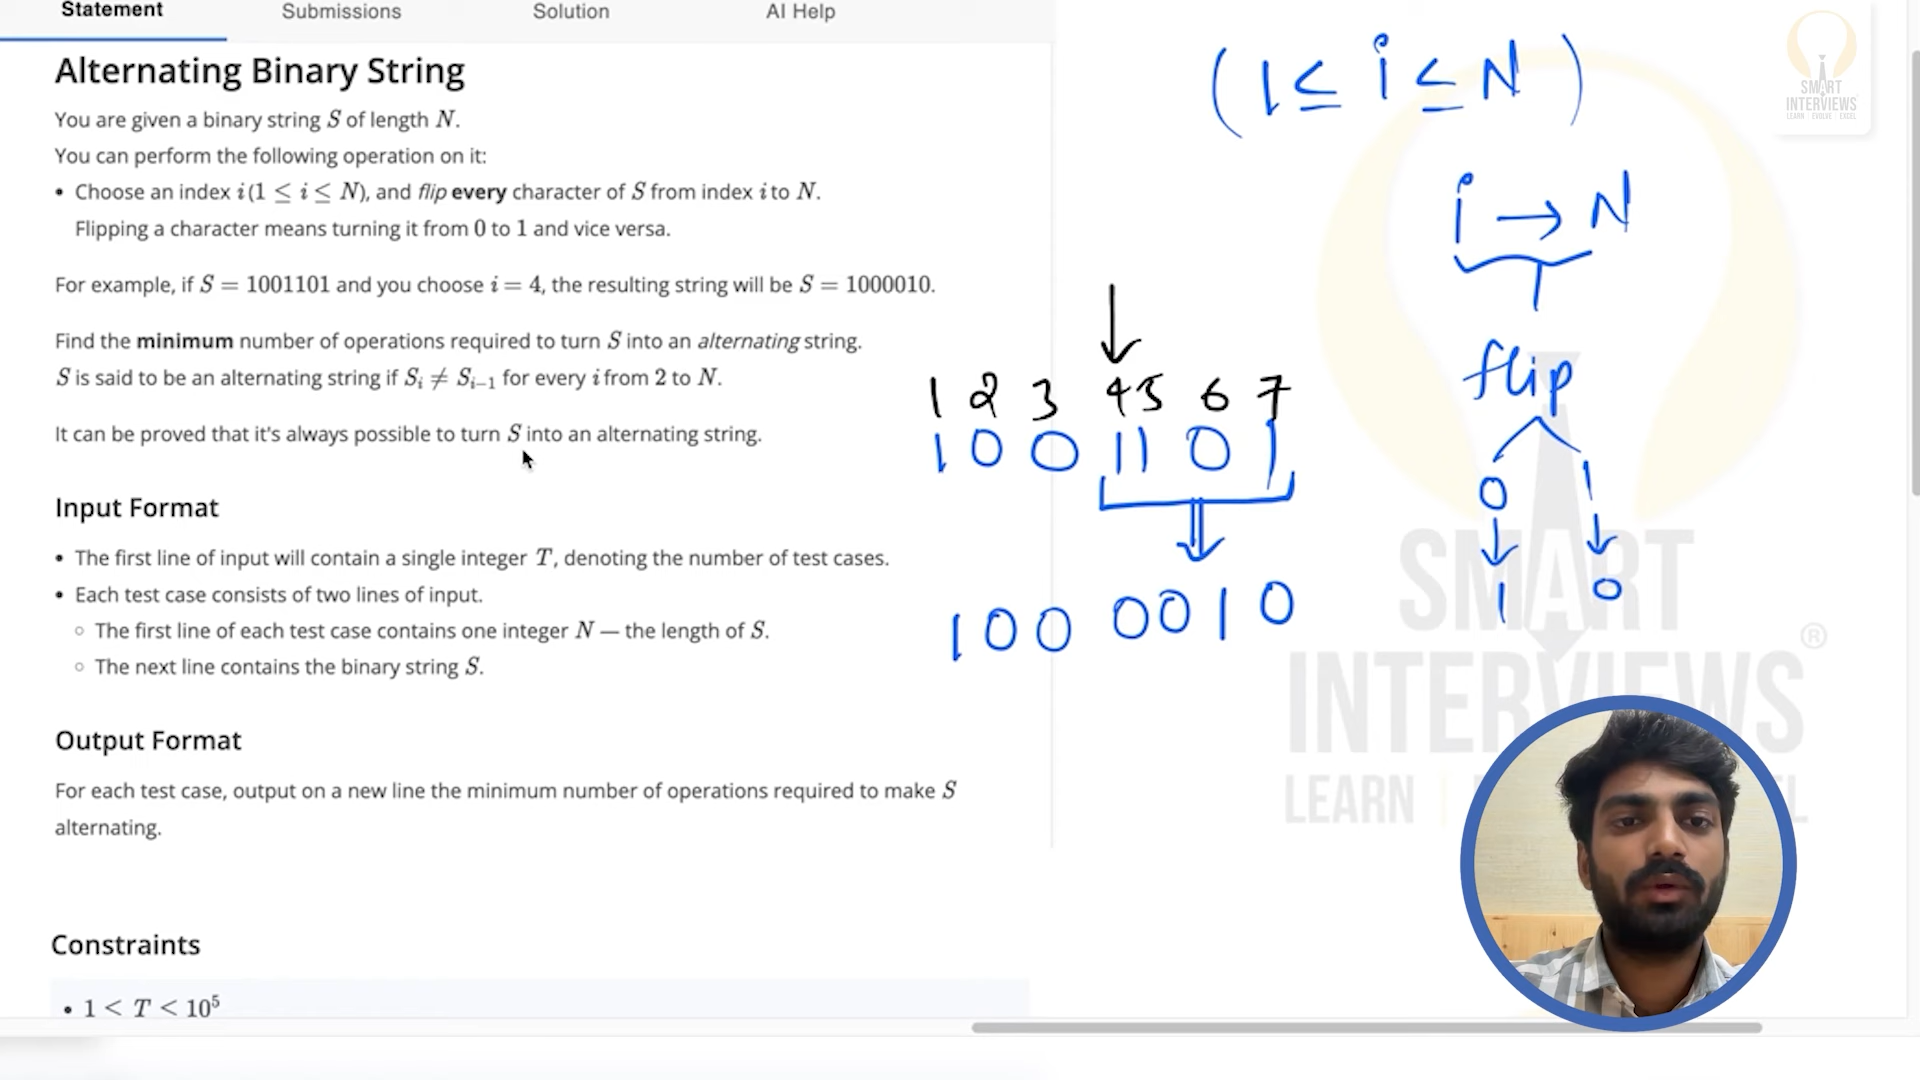 Statement Submissions Solution AI Help
Alternating Binary String
You are given a binary string S of length N.
You can perform the following operation on it:
• Choose an index i(1 ≤ i ≤ N), and flip every character of S from index i to N.
Flipping a character means turning it from 0 to 1 and vice versa.
For example, if S = 1001101 and you choose i = 4, the resulting string will be S = 1000010.
Find the minimum number of operations required to turn S into an alternating string.
S is said to be an alternating string if Sᵢ ≠ Sᵢ₋₁ for every i from 2 to N.
It can be proved that it's always possible to turn S into an alternating string.
Input Format
• The first line of input will contain a single integer T, denoting the number of test cases.
• Each test case consists of two lines of input.
○ The first line of each test case contains one integer N — the length of S.
○ The next line contains the binary string S.
Output Format
For each test case, output on a new line the minimum number of operations required to make S
alternating.
Constraints
• 1 < T < 10⁵
(1 ≤ i ≤ N)
i → N
flip
0 1
↓ ↓
1 0
↓
1 2 3 4 5 6 7
1 0 0 1 1 0 1
1 0 0 0 0 1 0
SMART
INTERVIEWS
LEARN | EVOLVE | EXCEL
SMART
INTERVIEWS ®
LEARN